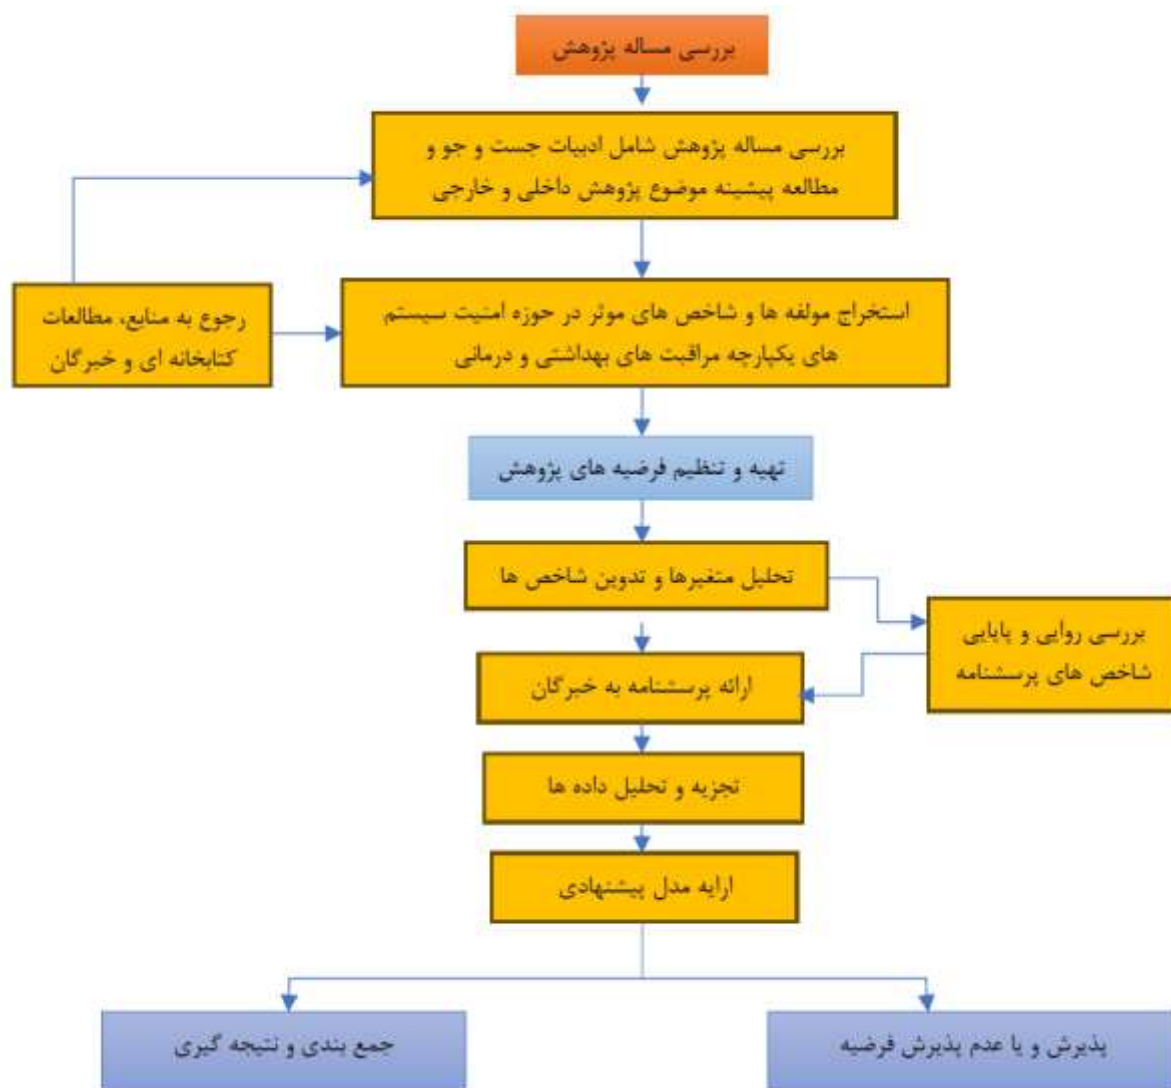 بررسی مساله پژوهش
بررسی مساله پژوهش شامل ادبیات جست و جو و
مطالعه پیشینه موضوع پژوهش داخلی و خارجی
رجوع به منابع، مطالعات
کتابخانه ای و خبرگان
استخراج مولفه ها و شاخص های موثر در حوزه امنیت سیستم
های یکپارچه مراقبت های بهداشتی و درمانی
تهیه و تنظیم فرضیه های پژوهش
تحلیل متغیرها و تدوین شاخص ها
بررسی روایی و پایایی
شاخص های پرسشنامه
ارائه پرسشنامه به خبرگان
تجزیه و تحلیل داده ها
ارایه مدل پیشنهادی
پذیرش و یا عدم پذیرش فرضیه
جمع بندی و نتیجه گیری